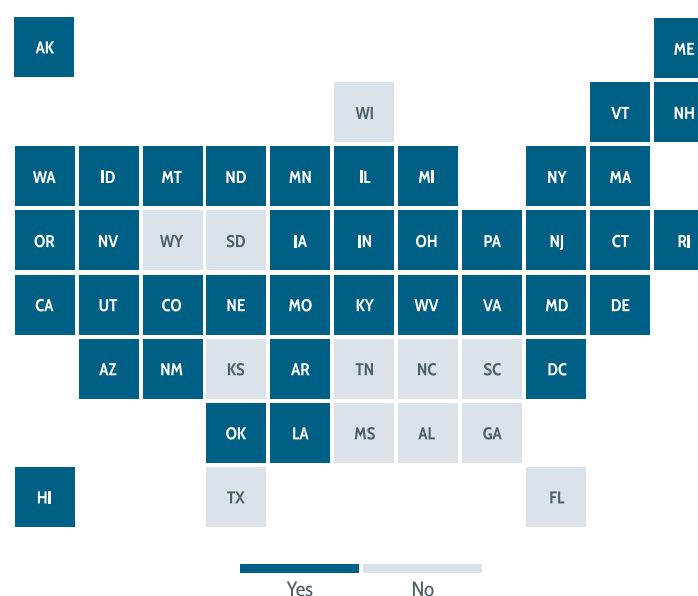 AK ME
WI VT NH
WA ID MT ND MN IL MI NY MA
OR NV WY SD IA IN OH PA NJ CT RI
CA UT CO NE MO KY WV VA MD DE
AZ NM KS AR TN NC SC DC
OK LA MS AL GA
HI TX FL
Yes No